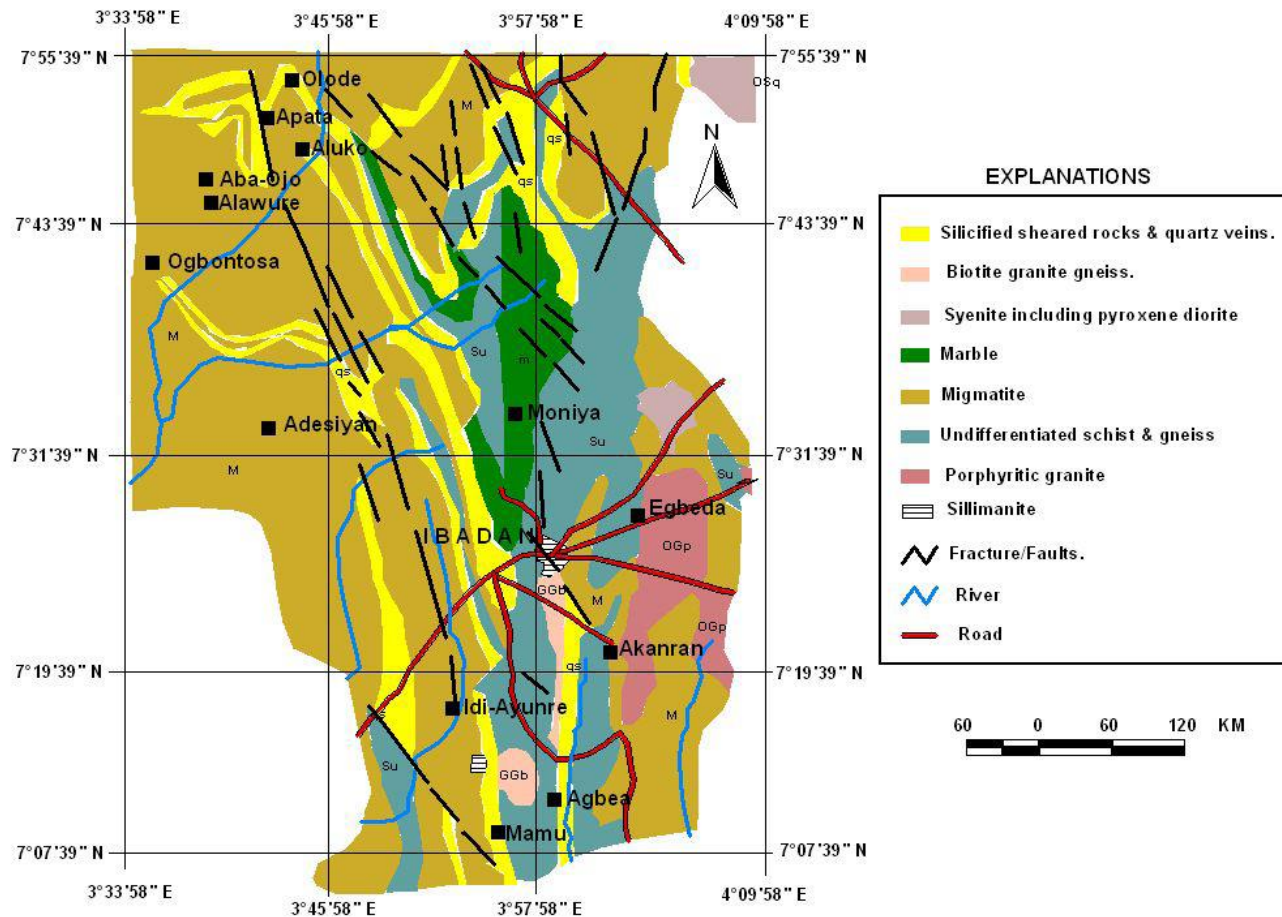 3°33'58" E
3°45'58" E
3°57'58" E
4°09'58" E
7°55'39" N
7°55'39" N
Olode
OSq
M
Apata
N
qs
Aluko
EXPLANATIONS
Aba-Ojo
qs
Alawure
7°43'39" N
7°43'39" N
Silicified sheared rocks & quartz veins.
Ogbontosa
Biotite granite gneiss.
Syenite including pyroxene diorite
M
Su
m
Marble
qs
Migmatite
Moniya
Adesiyan
Undifferentiated schist & gneiss
Su
7°31'39" N
7°31'39" N
M
Su
Porphyritic granite
Egbeda
Sillimanite
IBADAN
OGp
Fracture/Faults.
GGb
M
River
OGp
Road
Akanran
qs
7°19'39" N
7°19'39" N
Idi-Ayunre
M
60 0 60 120 KM
Su
GGb
Agbea
Mamu
7°07'39" N
7°07'39" N
3°33'58" E
3°45'58" E
3°57'58" E
4°09'58" E